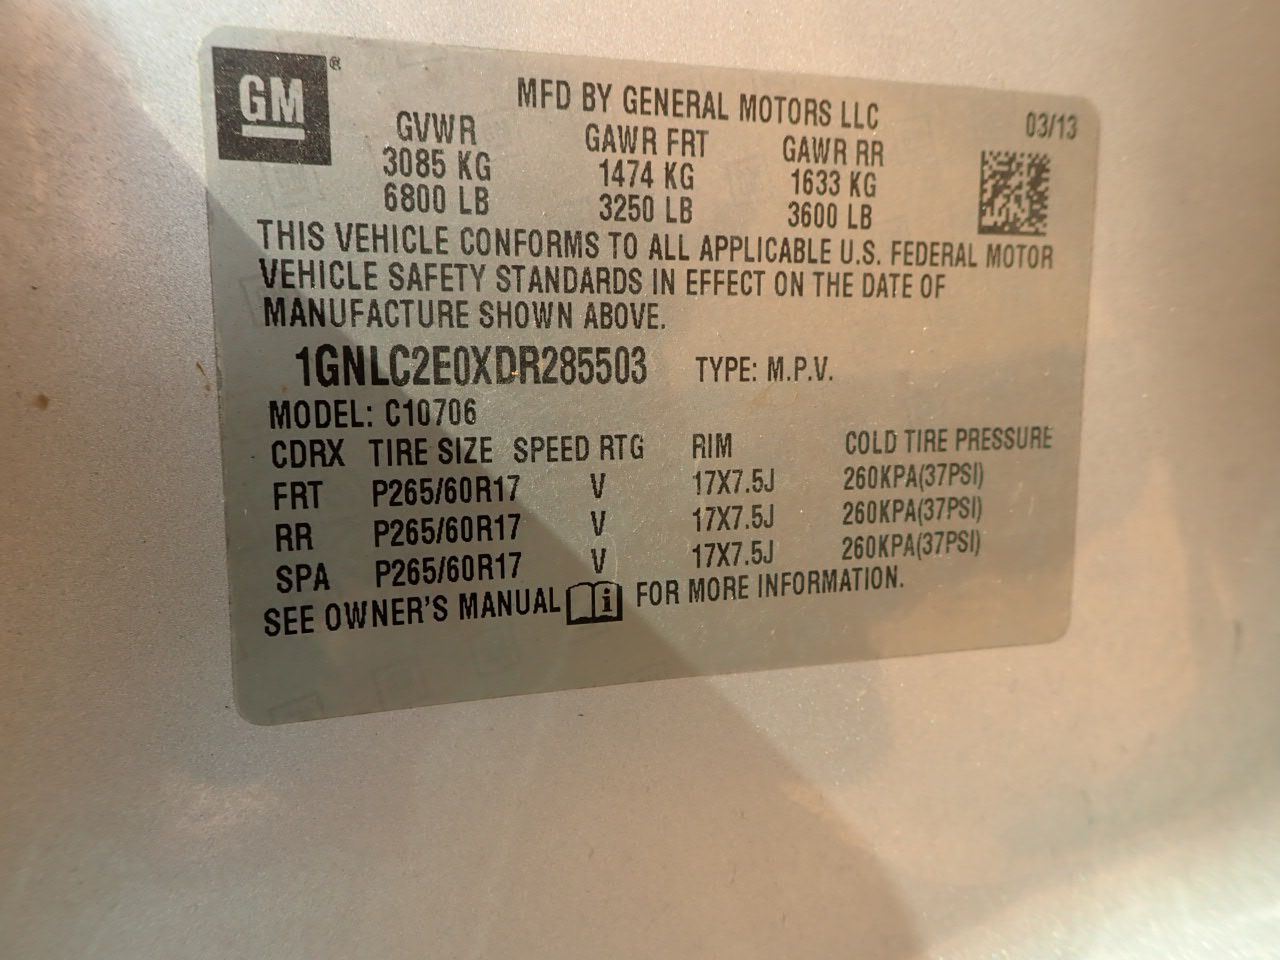 GM®
MFD BY GENERAL MOTORS LLC
03/13
GVWR GAWR FRT GAWR RR
3085 KG 1474 KG 1633 KG
6800 LB 3250 LB 3600 LB
THIS VEHICLE CONFORMS TO ALL APPLICABLE U.S. FEDERAL MOTOR
VEHICLE SAFETY STANDARDS IN EFFECT ON THE DATE OF
MANUFACTURE SHOWN ABOVE.
1GNLC2E0XDR285503 TYPE: M.P.V.
MODEL: C10706
CDRX TIRE SIZE SPEED RTG RIM COLD TIRE PRESSURE
FRT P265/60R17 V 17X7.5J 260KPA(37PSI)
RR P265/60R17 V 17X7.5J 260KPA(37PSI)
SPA P265/60R17 V 17X7.5J 260KPA(37PSI)
SEE OWNER'S MANUAL i FOR MORE INFORMATION.